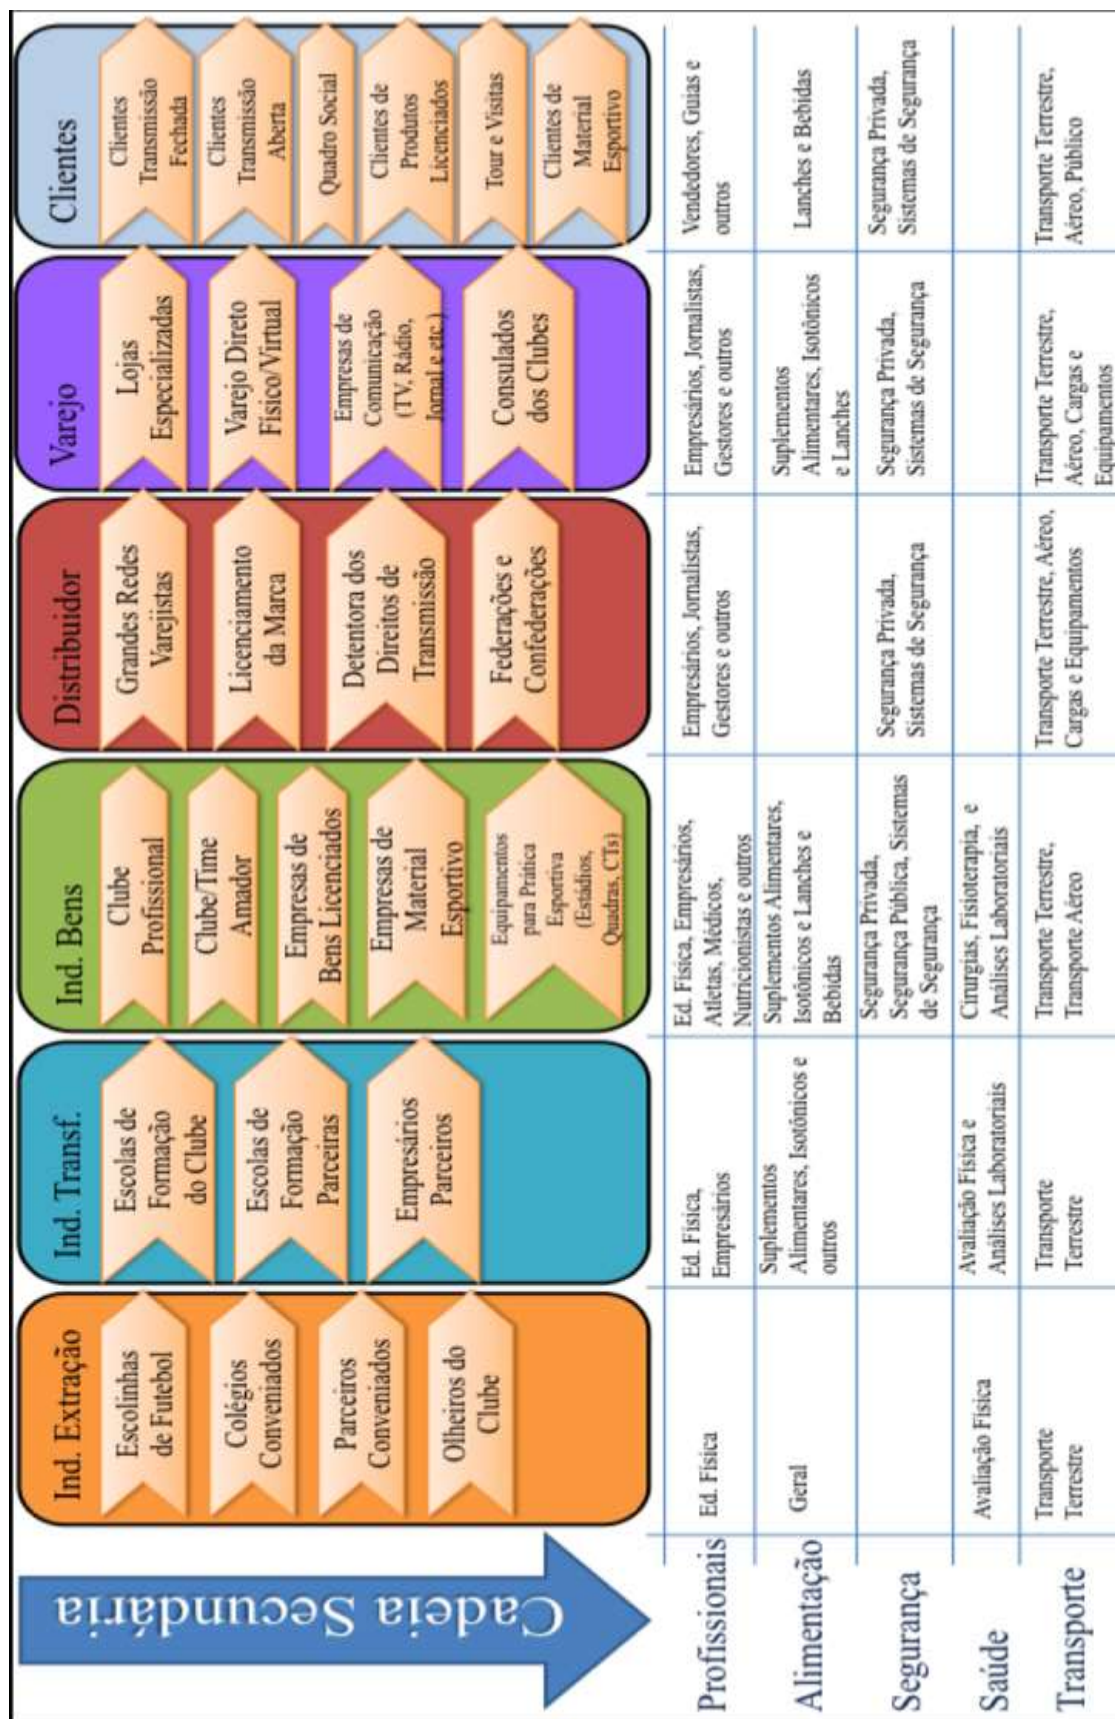 Ind. Extração
Escolinhas
de Futebol
Colégios
Conveniados
Parceiros
Conveniados
Olheiros do
Clube
Ind. Transf.
Escolas de
Formação
do Clube
Escolas de
Formação
Parceiras
Empresários
Parceiros
Ind. Bens
Clube
Profissional
Clube/Time
Amador
Empresas de
Bens Licenciados
Empresas de
Material
Esportivo
Equipamentos
para Prática
Esportiva
(Estádios,
Quadras, CTs)
Distribuidor
Grandes Redes
Varejistas
Licenciamento
da Marca
Detentora dos
Direitos de
Transmissão
Federações e
Confederações
Varejo
Lojas
Especializadas
Varejo Direto
Físico/Virtual
Empresas de
Comunicação
(TV, Rádio,
Jornal e etc.)
Consulados
dos Clubes
Clientes
Clientes
Transmissão
Fechada
Clientes
Transmissão
Aberta
Quadro Social
Clientes de
Produtos
Licenciados
Tour e Visitas
Clientes de
Material
Esportivo
Cadeia Secundária
Profissionais
Ed. Física
Ed. Física,
Empresários
Ed. Física, Empresários,
Atletas, Médicos,
Nutricionistas e outros
Empresários, Jornalistas,
Gestores e outros
Empresários, Jornalistas,
Gestores e outros
Vendedores, Guias e
outros
Alimentação
Geral
Suplementos
Alimentares, Isotônicos e
outros
Suplementos Alimentares,
Isotônicos e Lanches e
Bebidas
Suplementos
Alimentares, Isotônicos
e Lanches
Lanches e Bebidas
Segurança
Segurança Privada,
Segurança Pública, Sistemas
de Segurança
Segurança Privada,
Sistemas de Segurança
Segurança Privada,
Sistemas de Segurança
Segurança Privada,
Sistemas de Segurança
Saúde
Avaliação Física
Avaliação Física e
Análises Laboratoriais
Cirurgias, Fisioterapia, e
Análises Laboratoriais
Transporte
Transporte
Terrestre
Transporte
Terrestre
Transporte Terrestre,
Transporte Aéreo
Transporte Terrestre, Aéreo,
Cargas e Equipamentos
Transporte Terrestre,
Aéreo, Cargas e
Equipamentos
Transporte Terrestre,
Aéreo, Público